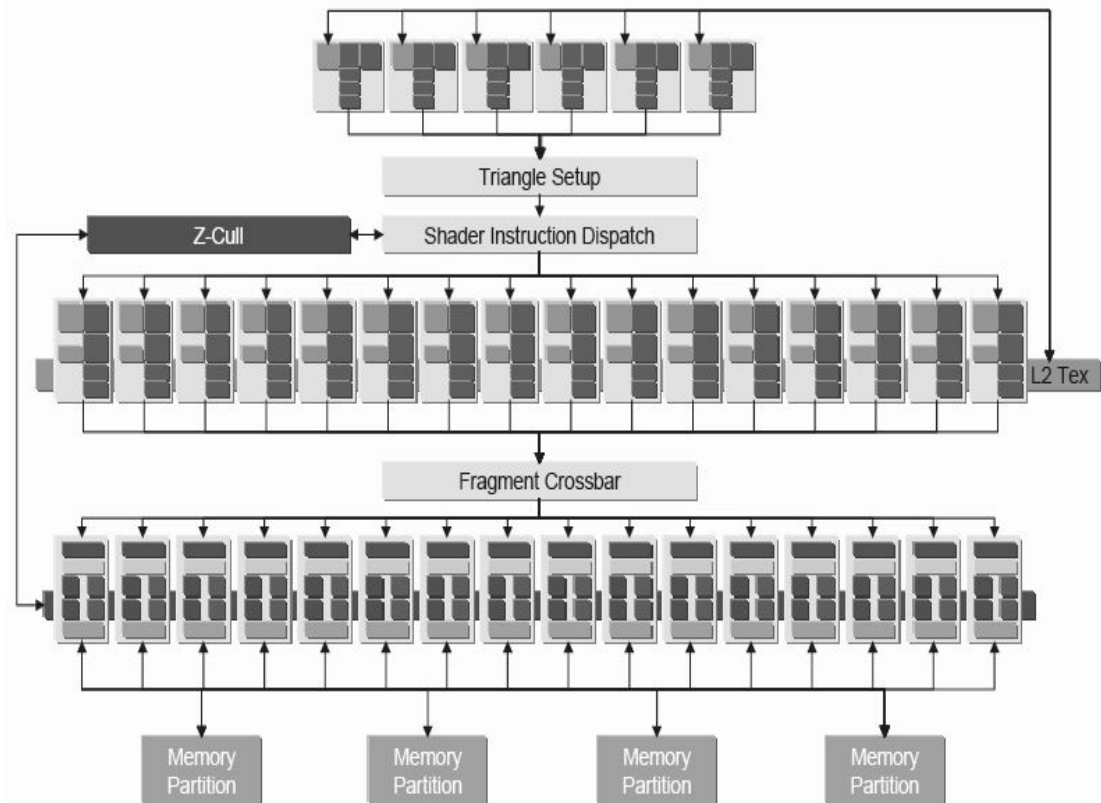 Triangle Setup
Z-Cull
Shader Instruction Dispatch
L2 Tex
Fragment Crossbar
Memory
Partition
Memory
Partition
Memory
Partition
Memory
Partition